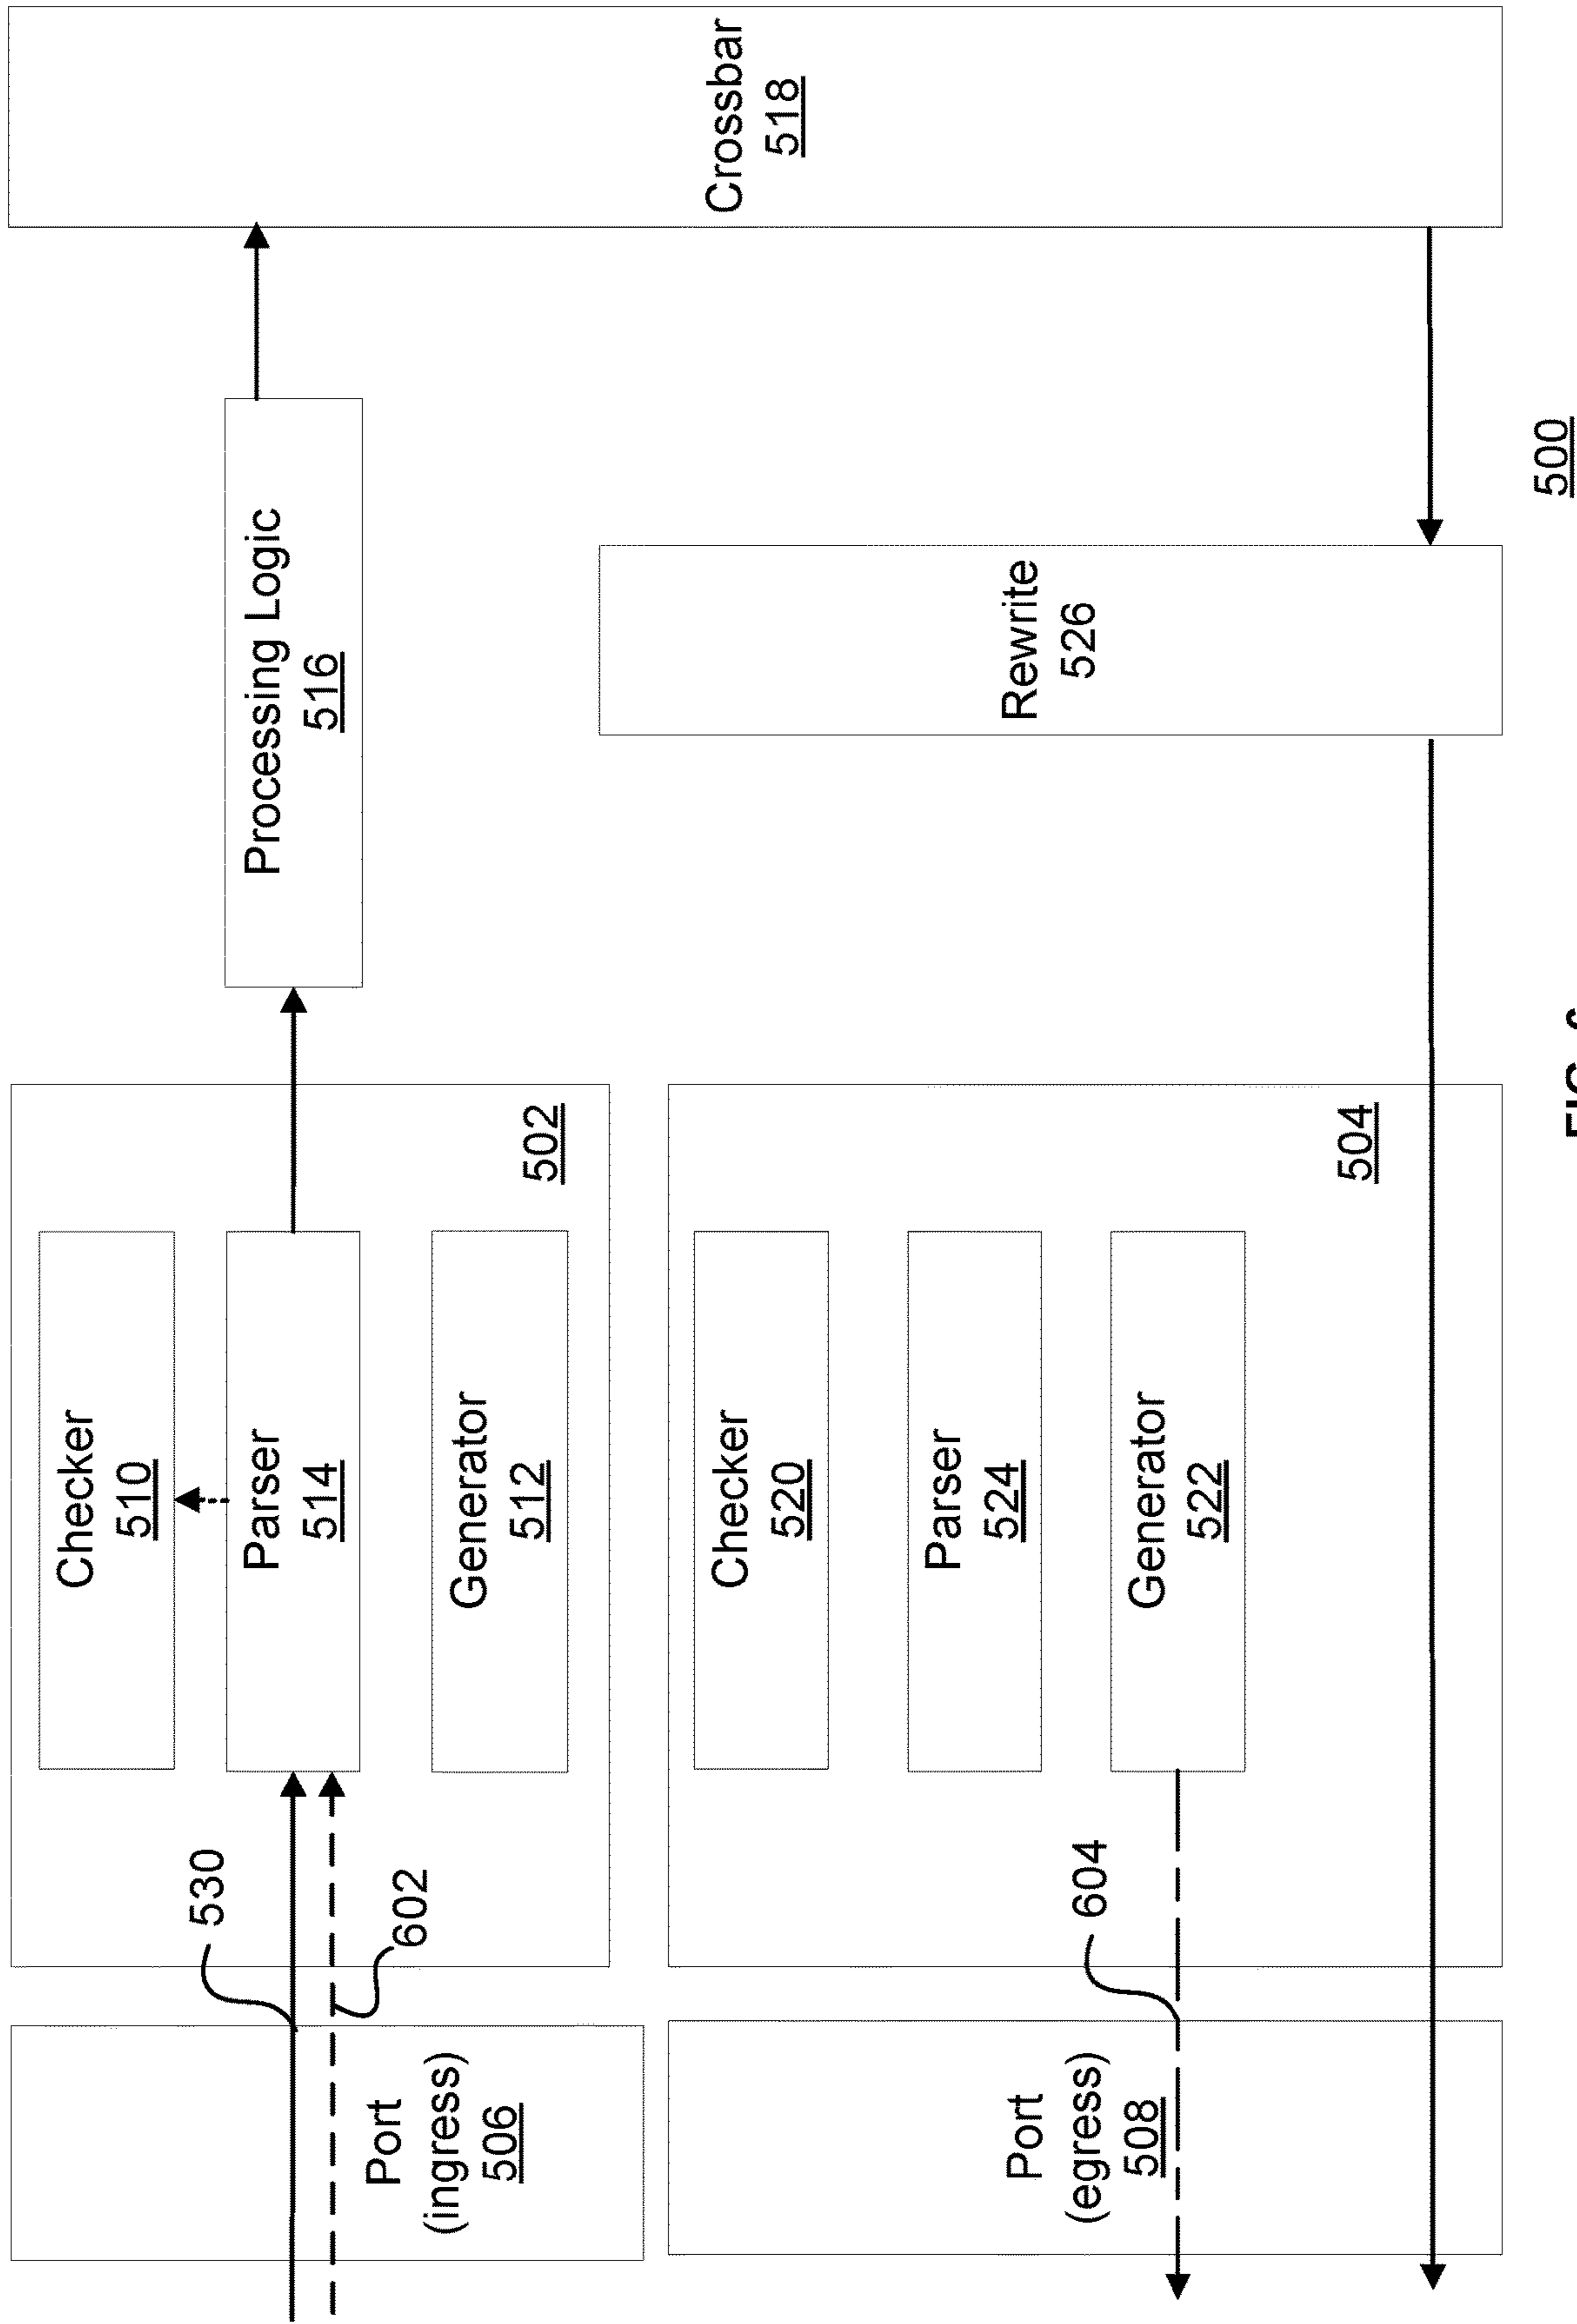 Checker
510
Parser
514
Generator
512
502
530
602
Port
(ingress)
506
Processing Logic
516
Crossbar
518
Checker
520
Parser
524
Generator
522
504
604
Port
(egress)
508
Rewrite
526
500
FIG.